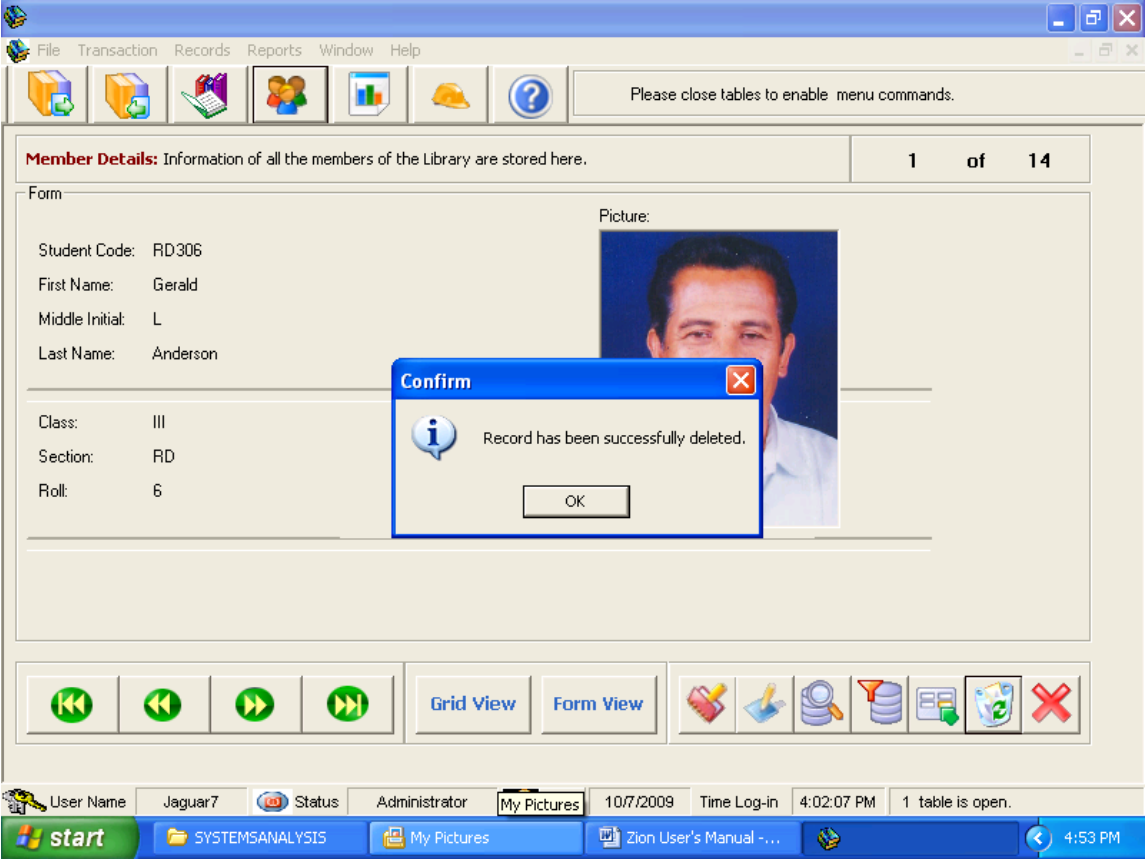 File Transaction Records Reports Window Help
Please close tables to enable menu commands.
Member Details: Information of all the members of the Library are stored here.
1 of 14
Form
Picture:
Student Code: RD306
First Name: Gerald
Middle Initial: L
Last Name: Anderson
Confirm
Class: III
Record has been successfully deleted.
Section: RD
Roll: 6
OK
Grid View
Form View
User Name Jaguar7 Status Administrator My Pictures 10/7/2009 Time Log-in 4:02:07 PM 1 table is open.
start SYSTEMSANALYSIS My Pictures Zion User's Manual -... 4:53 PM